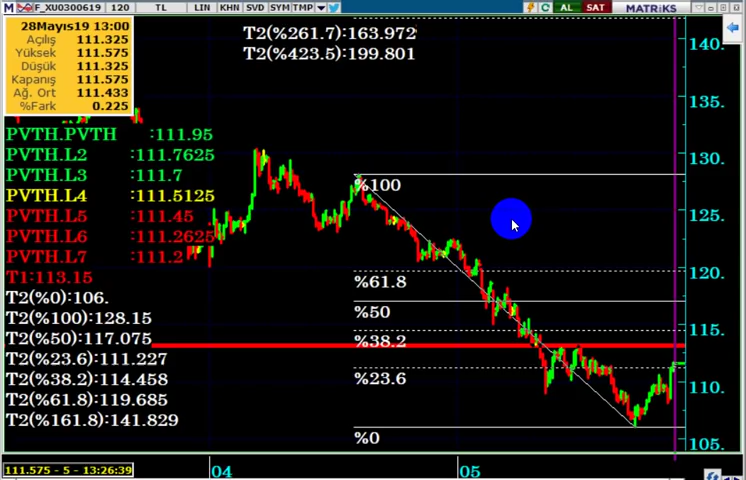 M F_XU0300619 120 TL LIN KHN SVD SYM TMP AL SAT MATRİKS
28Mayıs19 13:00
Açılış 111.325
Yüksek 111.575
Düşük 111.325
Kapanış 111.575
Ağ. Ort 111.433
%Fark 0.225
T2(%261.7):163.972
T2(%423.5):199.801
PVTH.PVTH :111.95
PVTH.L2 :111.7625
PVTH.L3 :111.7
PVTH.L4 :111.5125
PVTH.L5 :111.45
PVTH.L6 :111.2625
PVTH.L7 :111.2
T1:113.15
T2(%0):106.
T2(%100):128.15
T2(%50):117.075
T2(%23.6):111.227
T2(%38.2):114.458
T2(%61.8):119.685
T2(%161.8):141.829
%100
%61.8
%50
%38.2
%23.6
%0
140.
135.
130.
125.
120.
115.
110.
105.
111.575 - 5 - 13:26:39
04
05